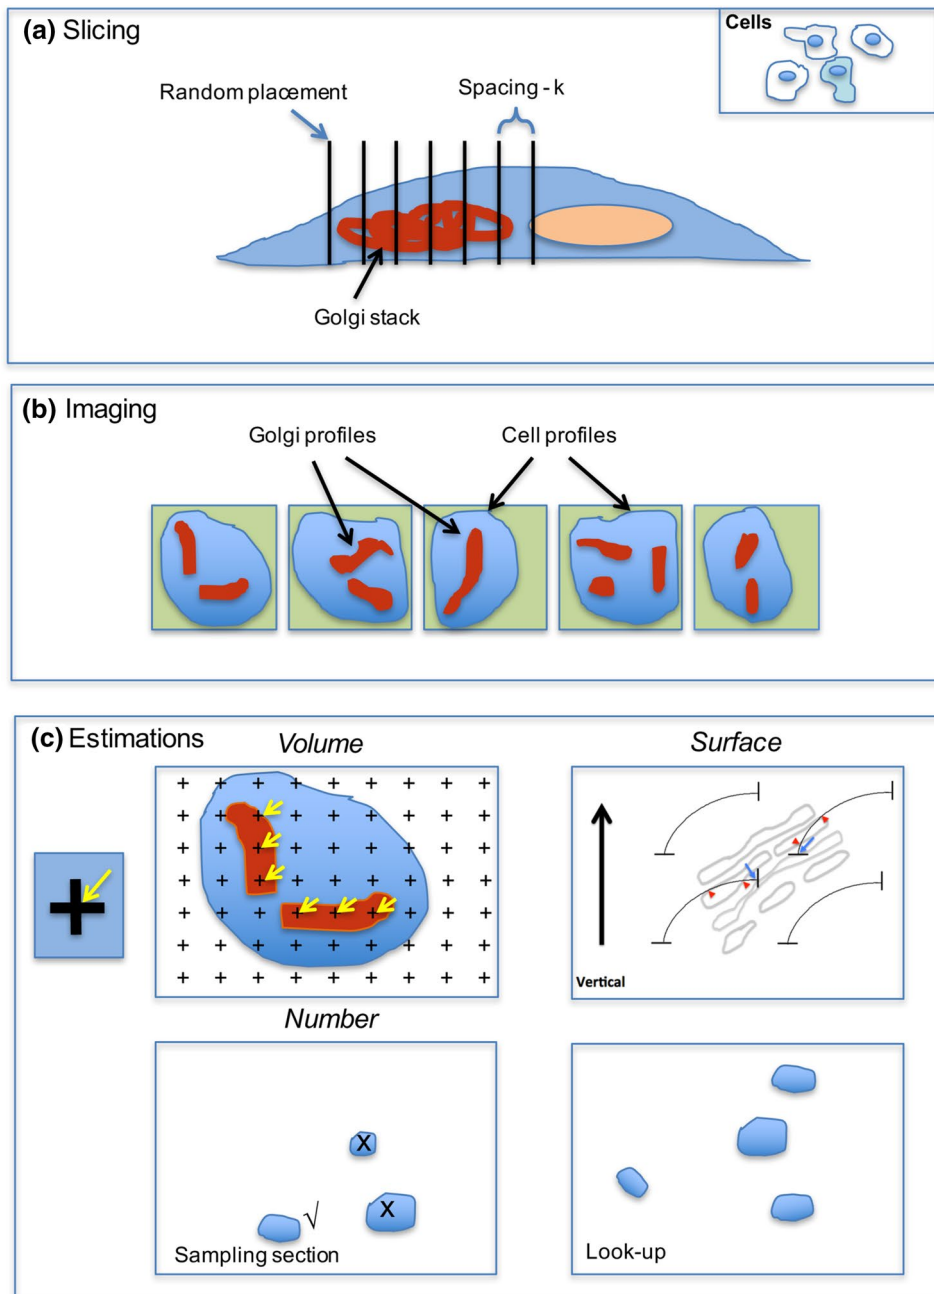 (a) Slicing
Cells
Random placement
Spacing - k
Golgi stack
(b) Imaging
Golgi profiles
Cell profiles
(c) Estimations
Volume
Surface
Vertical
Number
X
X
√
Sampling section
Look-up